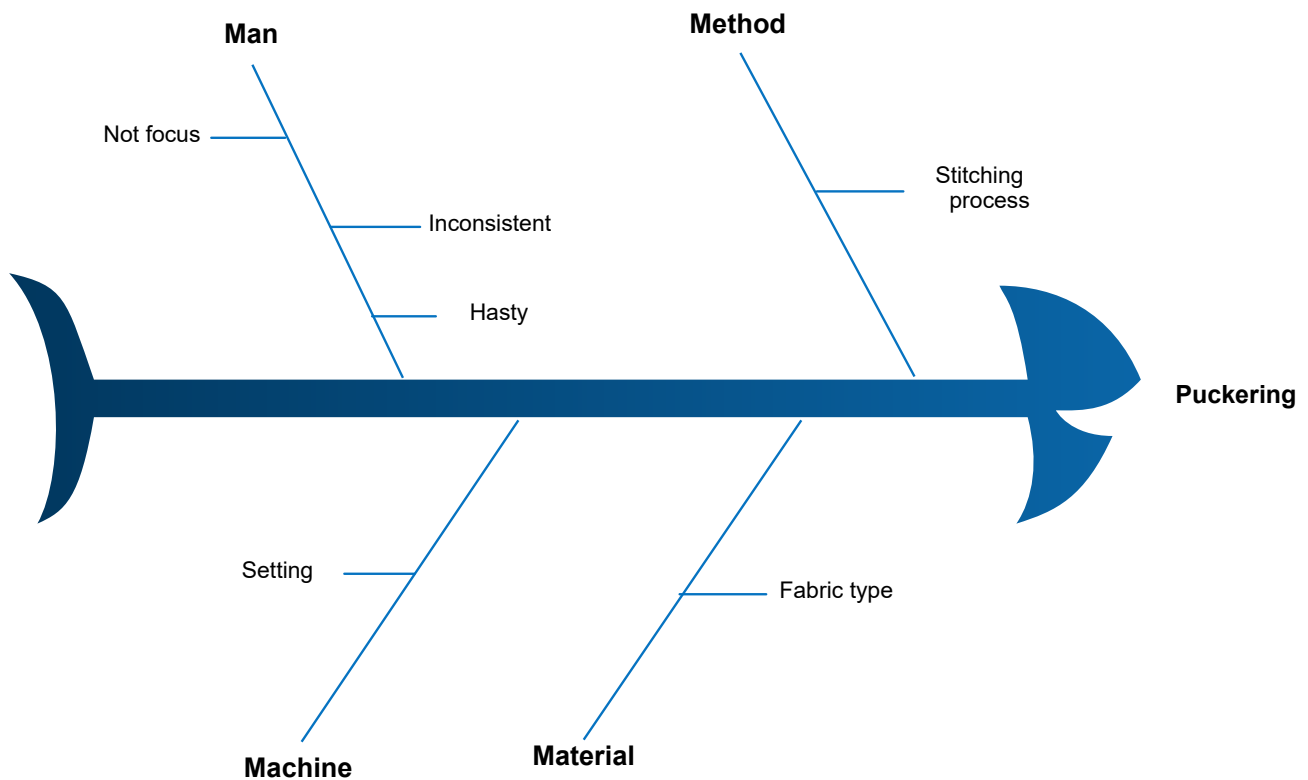 Man
Method
Not focus
Stitching
process
Inconsistent
Hasty
Puckering
Setting
Fabric type
Machine
Material